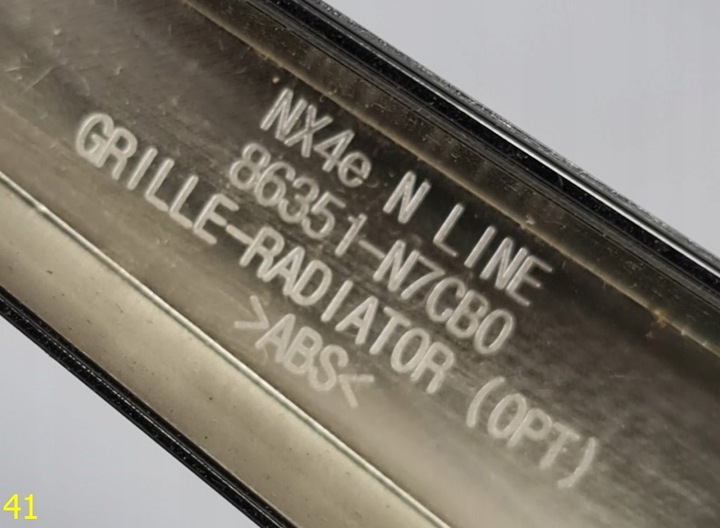 NX4e N LINE
86351-N7CB0
GRILLE-RADIATOR (OPT)
>ABS<
41